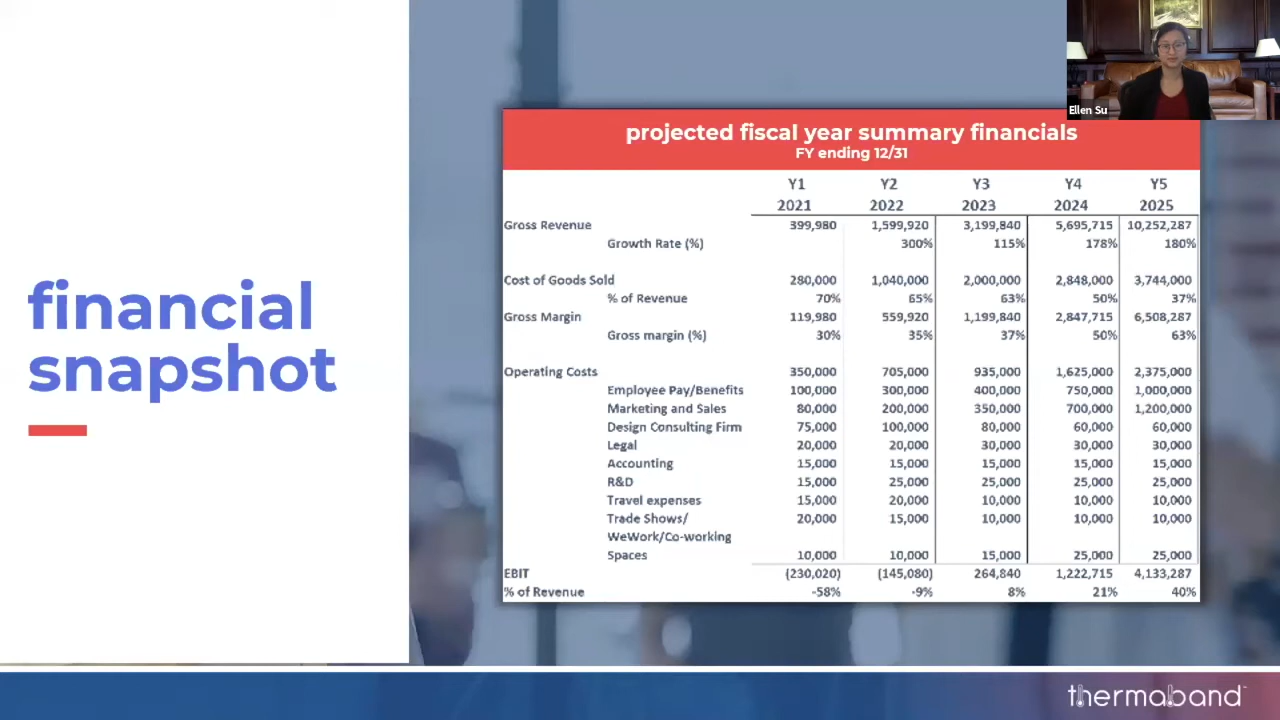 Ellen Su
projected fiscal year summary financials
FY ending 12/31
Y1 Y2 Y3 Y4 Y5
2021 2022 2023 2024 2025
Gross Revenue 399,980 1,599,920 3,199,840 5,695,715 10,252,287
Growth Rate (%) 300% 115% 178% 180%
Cost of Goods Sold 280,000 1,040,000 2,000,000 2,848,000 3,744,000
% of Revenue 70% 65% 63% 50% 37%
Gross Margin 119,980 559,920 1,199,840 2,847,715 6,508,287
Gross margin (%) 30% 35% 37% 50% 63%
Operating Costs 350,000 705,000 935,000 1,625,000 2,375,000
Employee Pay/Benefits 100,000 300,000 400,000 750,000 1,000,000
Marketing and Sales 80,000 200,000 350,000 700,000 1,200,000
Design Consulting Firm 75,000 100,000 80,000 60,000 60,000
Legal 20,000 20,000 30,000 30,000 30,000
Accounting 15,000 15,000 15,000 15,000 15,000
R&D 15,000 25,000 25,000 25,000 25,000
Travel expenses 15,000 20,000 10,000 10,000 10,000
Trade Shows/ 20,000 15,000 10,000 10,000 10,000
WeWork/Co-working
Spaces 10,000 10,000 15,000 25,000 25,000
EBIT (230,020) (145,080) 264,840 1,222,715 4,133,287
% of Revenue -58% -9% 8% 21% 40%
financial
snapshot
thermaband